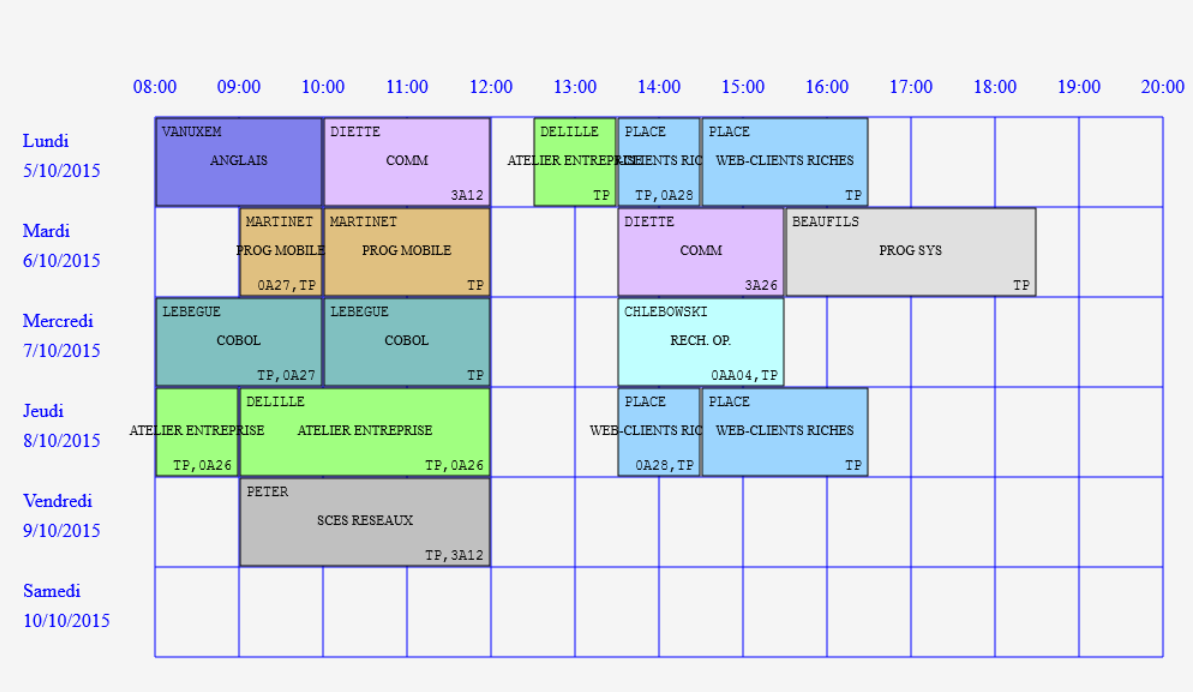 08:00 09:00 10:00 11:00 12:00 13:00 14:00 15:00 16:00 17:00 18:00 19:00 20:00
Lundi
5/10/2015
VANUXEM
ANGLAIS
DIETTE
COMM
3A12
DELILLE
ATELIER ENTREPRISE
TP
PLACE
CLIENTS RIC
TP,0A28
PLACE
WEB-CLIENTS RICHES
TP
Mardi
6/10/2015
MARTINET
PROG MOBILE
0A27,TP
MARTINET
PROG MOBILE
TP
DIETTE
COMM
3A26
BEAUFILS
PROG SYS
TP
Mercredi
7/10/2015
LEBEGUE
COBOL
TP,0A27
LEBEGUE
COBOL
TP
CHLEBOWSKI
RECH. OP.
0AA04,TP
Jeudi
8/10/2015
ATELIER ENTREPRISE
TP,0A26
DELILLE
ATELIER ENTREPRISE
TP,0A26
PLACE
WEB-CLIENTS RIC
0A28,TP
PLACE
WEB-CLIENTS RICHES
TP
Vendredi
9/10/2015
PETER
SCES RESEAUX
TP,3A12
Samedi
10/10/2015